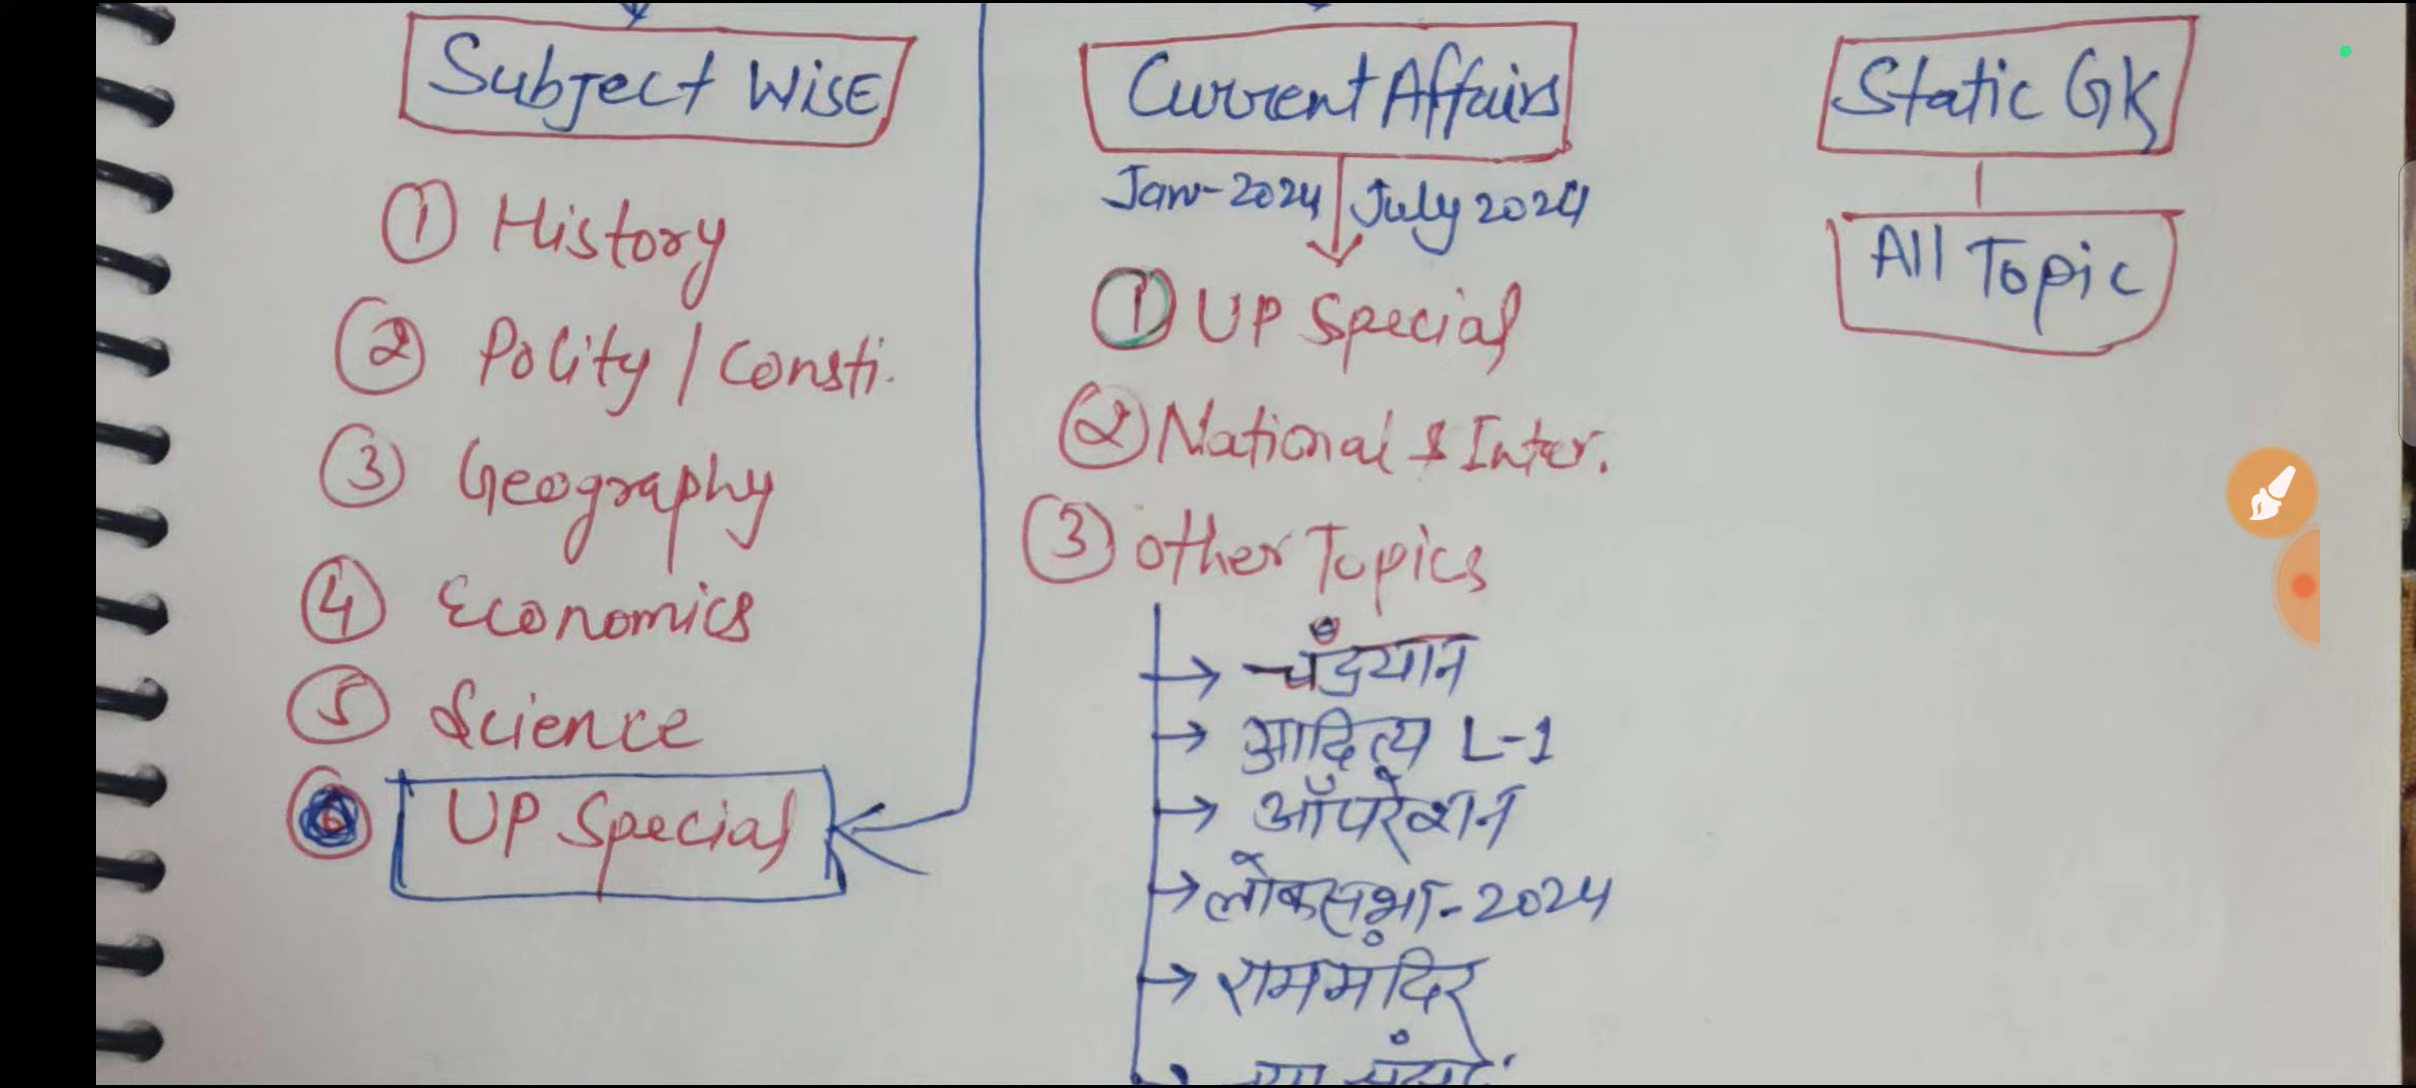 Subject Wise
① History
② Polity / Consti.
③ Geography
④ Economics
⑤ Science
⑥ UP Special
Current Affairs
Jan-2024 July 2024
① UP Special
② National & Inter.
③ Other Topics
→ चंद्रयान
→ आदित्य L-1
→ ऑपरेशन
→ लोकसभा-2024
→ राममंदिर
Static GK
All Topic